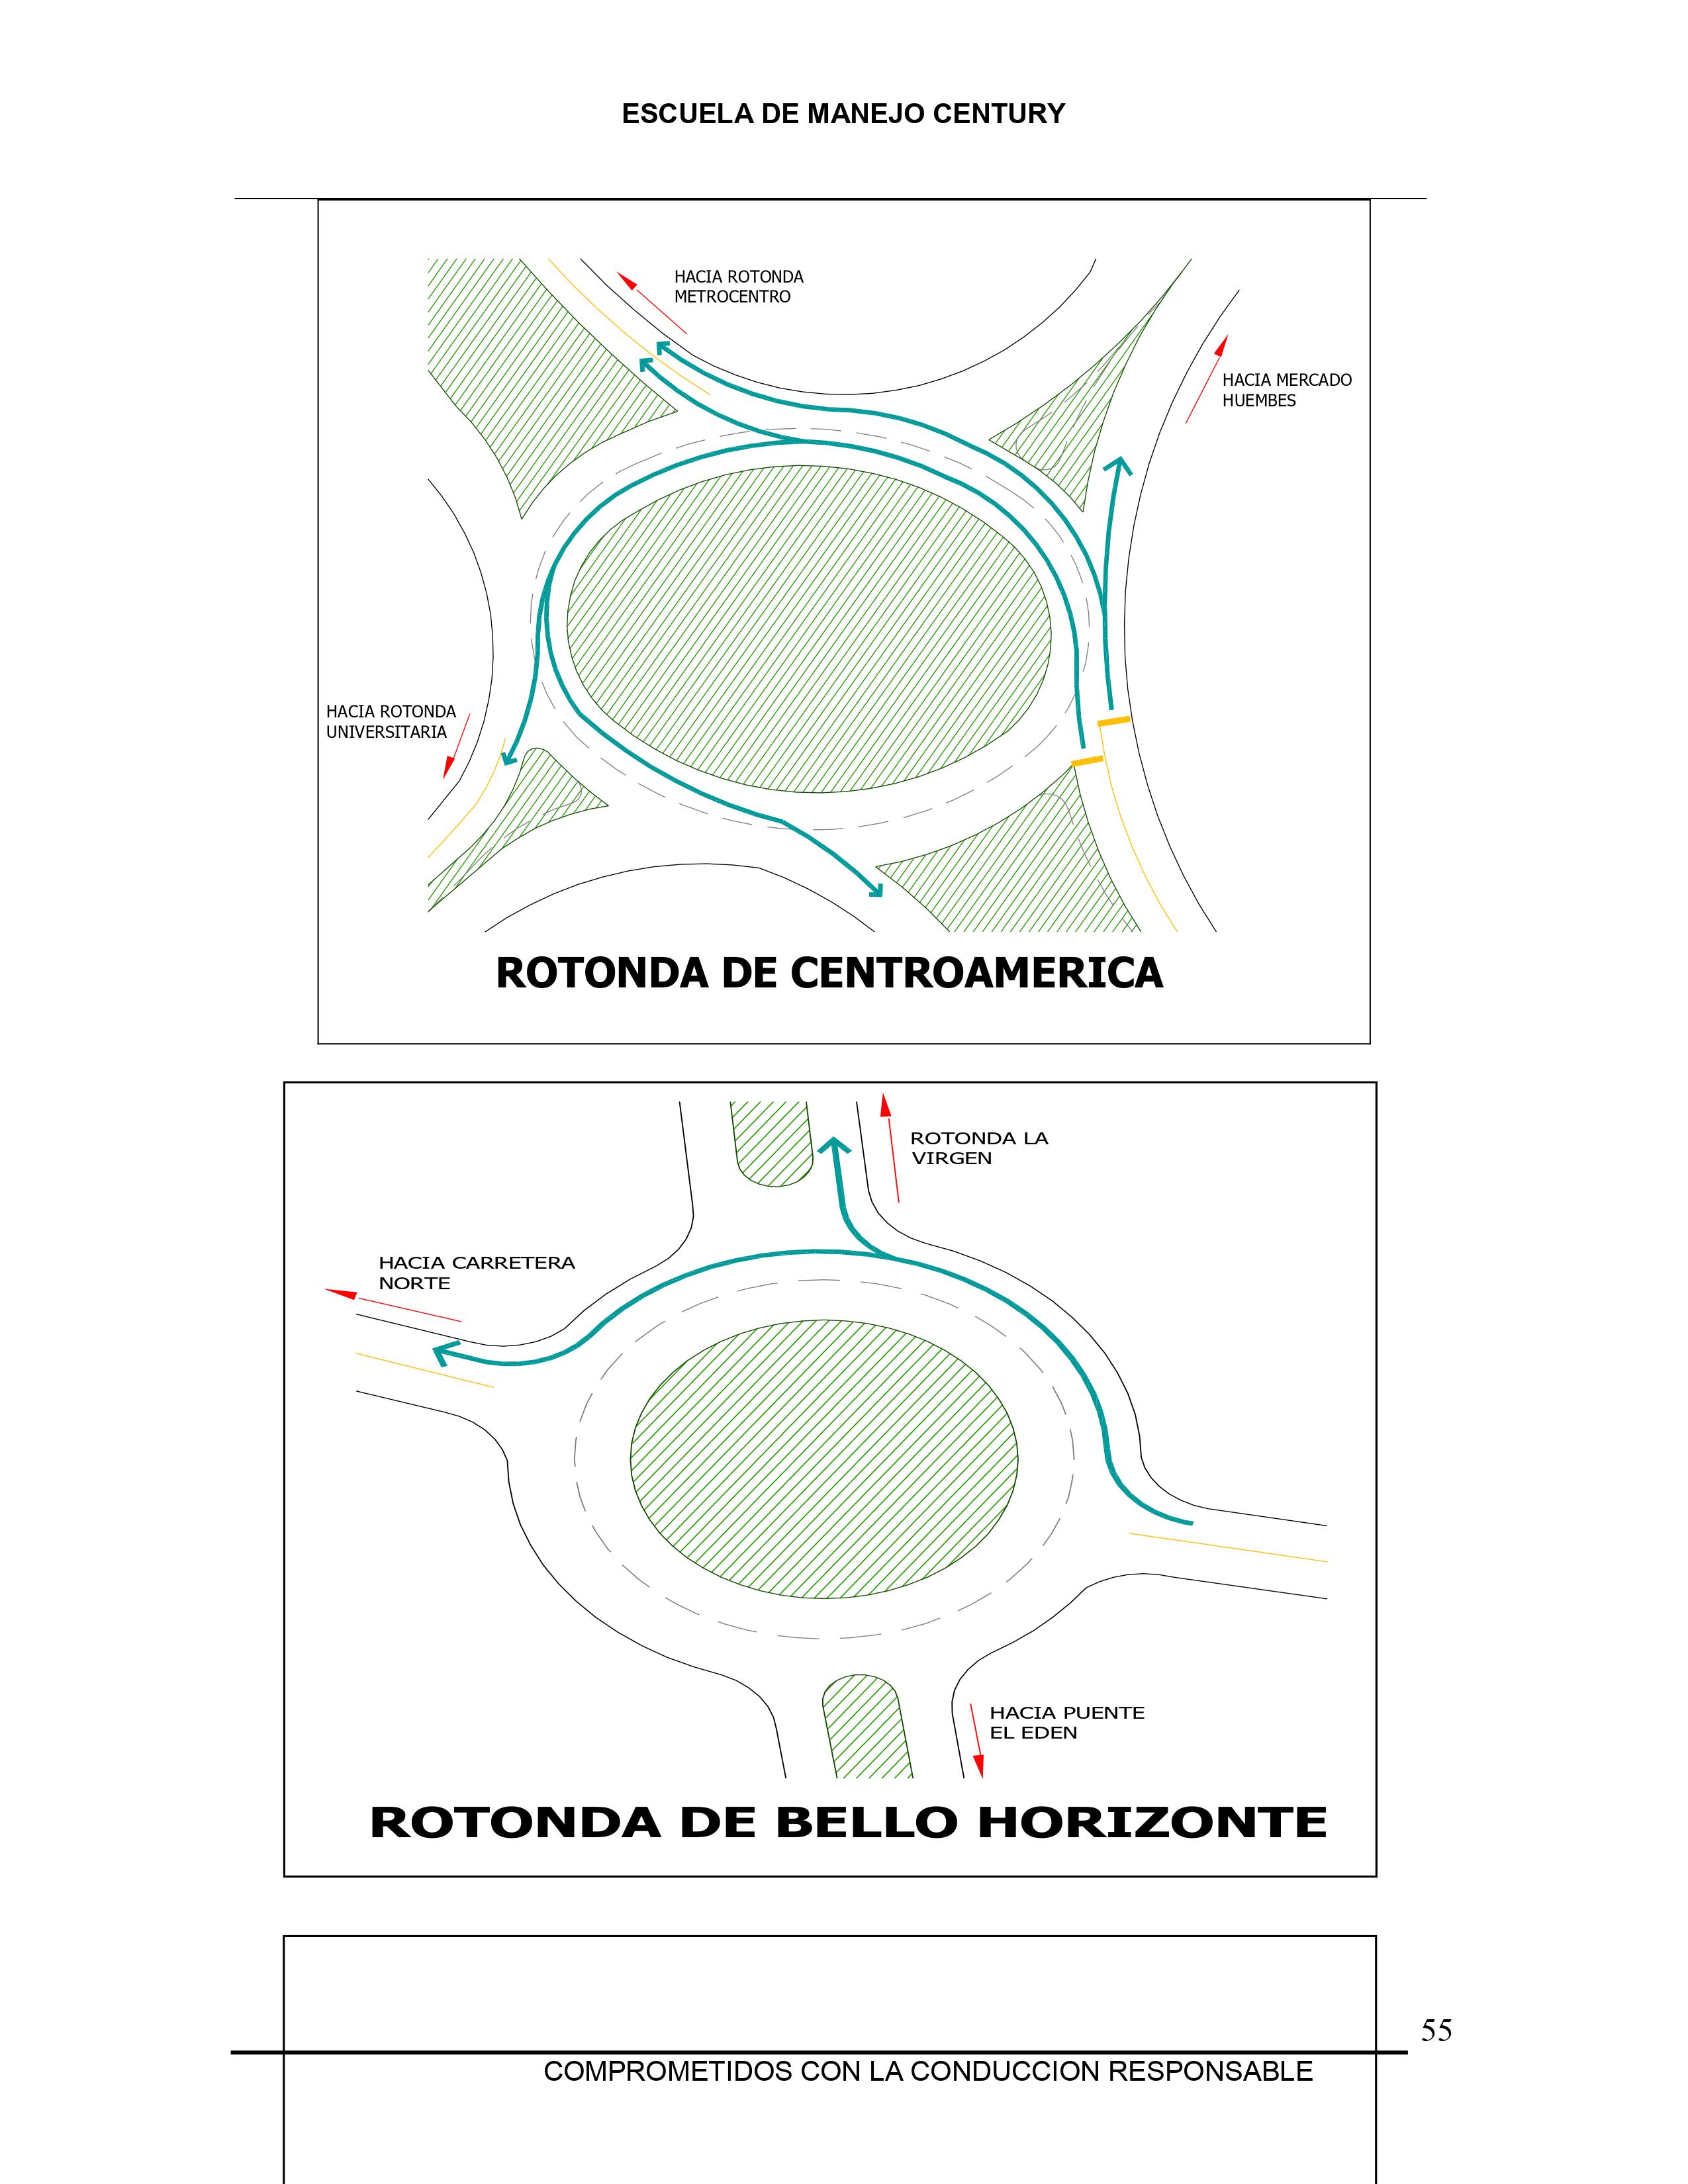 ESCUELA DE MANEJO CENTURY
HACIA ROTONDA
METROCENTRO
HACIA MERCADO
HUEMBES
HACIA ROTONDA
UNIVERSITARIA
ROTONDA DE CENTROAMERICA
ROTONDA LA
VIRGEN
HACIA CARRETERA
NORTE
HACIA PUENTE
EL EDEN
ROTONDA DE BELLO HORIZONTE
55
COMPROMETIDOS CON LA CONDUCCION RESPONSABLE